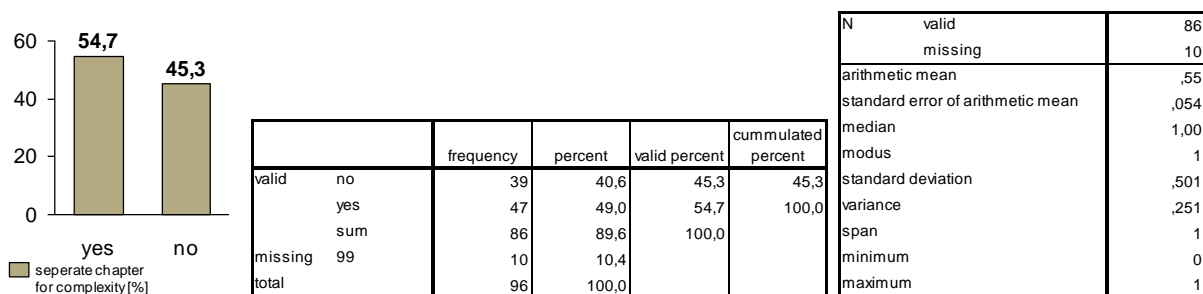 60
54,7
45,3
40
20
0
yes no
seperate chapter
for complexity [%]
frequency percent valid percent cummulated percent
valid no 39 40,6 45,3 45,3
yes 47 49,0 54,7 100,0
sum 86 89,6 100,0
missing 99 10 10,4
total 96 100,0
N valid 86
missing 10
arithmetic mean ,55
standard error of arithmetic mean ,054
median 1,00
modus 1
standard deviation ,501
variance ,251
span 1
minimum 0
maximum 1